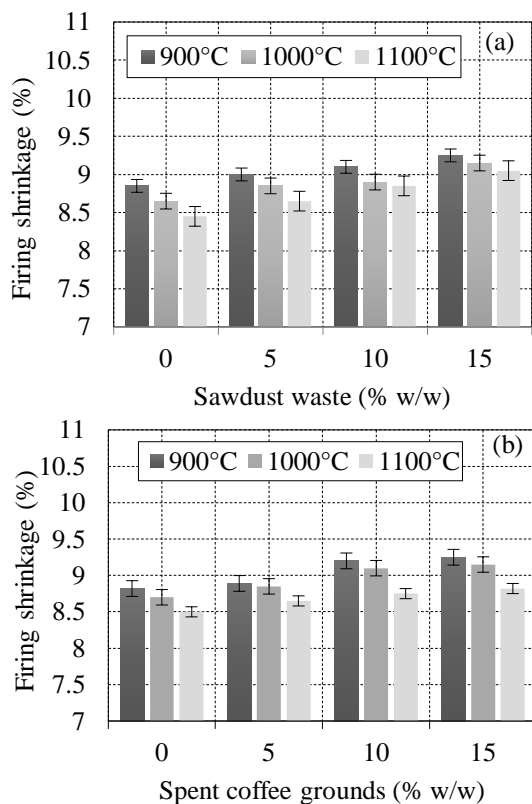 11
10.5
10
9.5
9
8.5
8
7.5
7
Firing shrinkage (%)
(a)
900°C 1000°C 1100°C
0 5 10 15
Sawdust waste (% w/w)
11
10.5
10
9.5
9
8.5
8
7.5
7
Firing shrinkage (%)
(b)
900°C 1000°C 1100°C
0 5 10 15
Spent coffee grounds (% w/w)